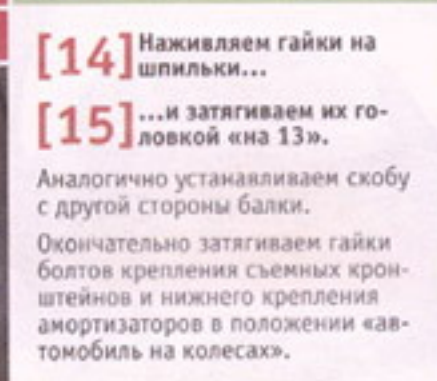 [14] Наживляем гайки на
шпильки...
[15] ...и затягиваем их го-
ловкой «на 13».
Аналогично устанавливаем скобу
с другой стороны балки.
Окончательно затягиваем гайки
болтов крепления съемных крон-
штейнов и нижнего крепления
амортизаторов в положении «ав-
томобиль на колесах».